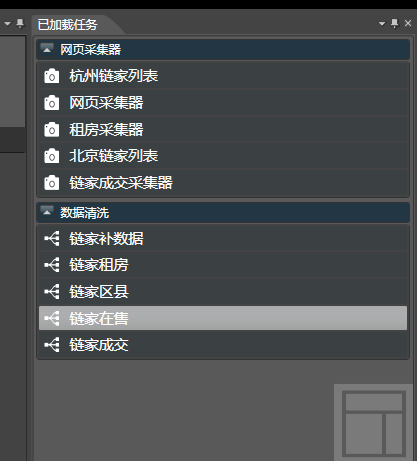 已加载任务
网页采集器
杭州链家列表
网页采集器
租房采集器
北京链家列表
链家成交采集器
数据清洗
链家补数据
链家租房
链家区县
链家在售
链家成交